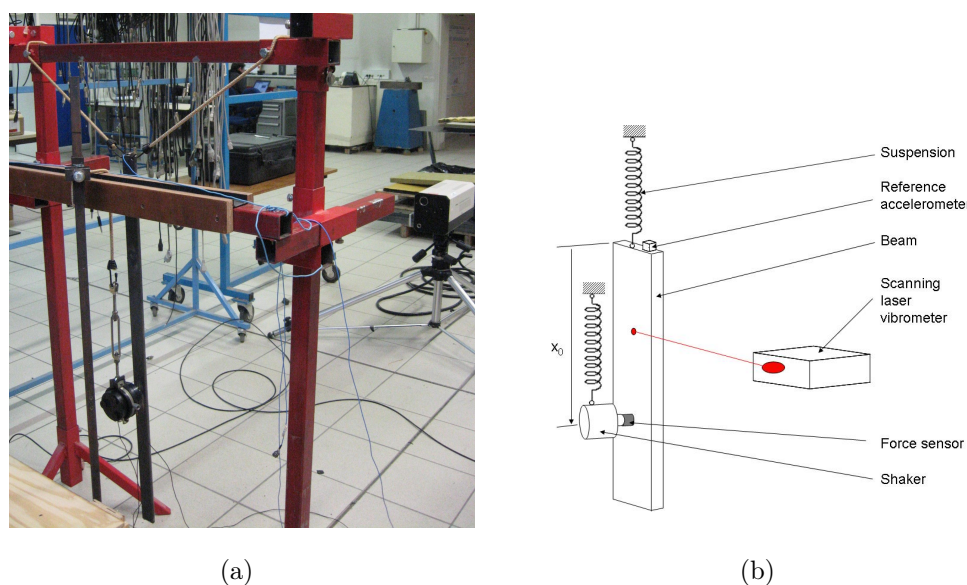 Suspension
Reference
accelerometer
Beam
Scanning
laser
vibrometer
x0
Force sensor
Shaker
(a)
(b)